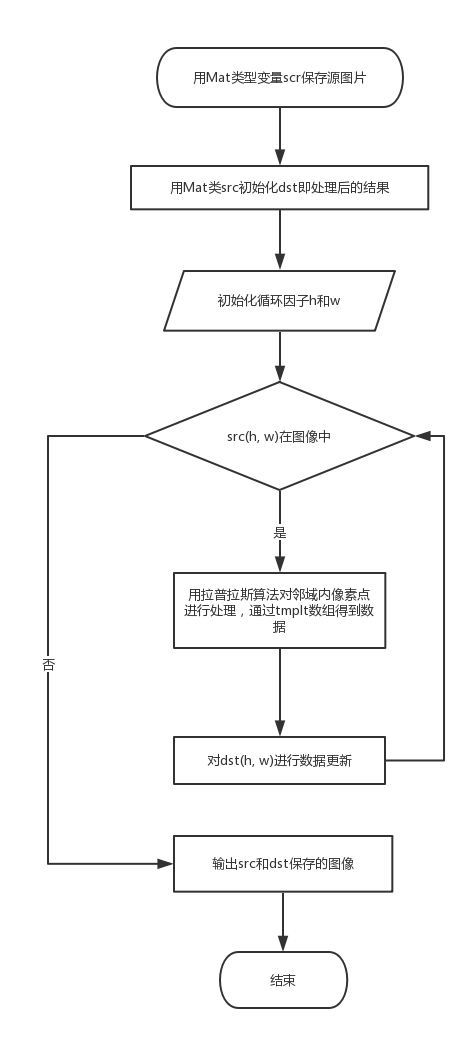 用Mat类型变量scr保存源图片
用Mat类src初始化dst即处理后的结果
初始化循环因子h和w
src(h, w)在图像中
是
用拉普拉斯算法对邻域内像素点
进行处理，通过tmplt数组得到数
据
否
对dst(h, w)进行数据更新
输出src和dst保存的图像
结束